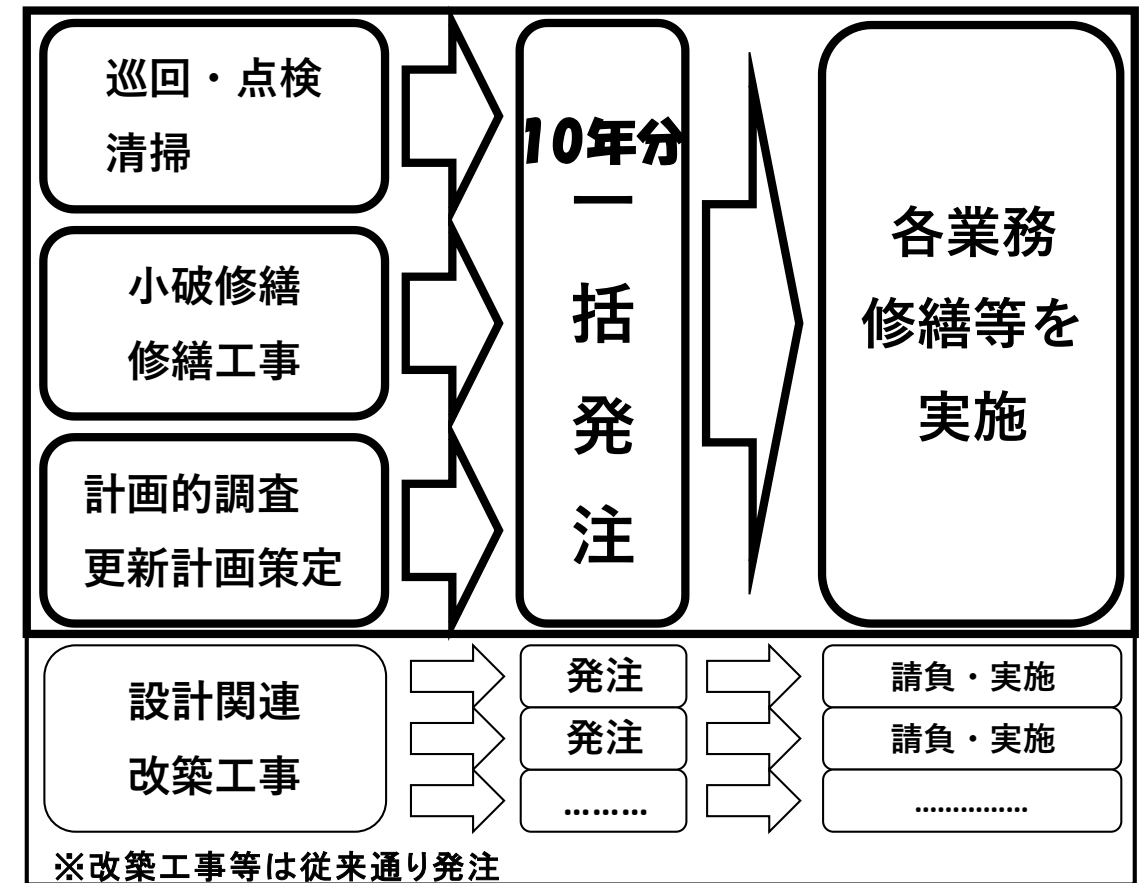 巡回・点検
清掃
小破修繕
修繕工事
計画的調査
更新計画策定
10年分
一括発注
各業務
修繕等を
実施
設計関連
改築工事
発注
請負・実施
発注
請負・実施
………
……………
※改築工事等は従来通り発注